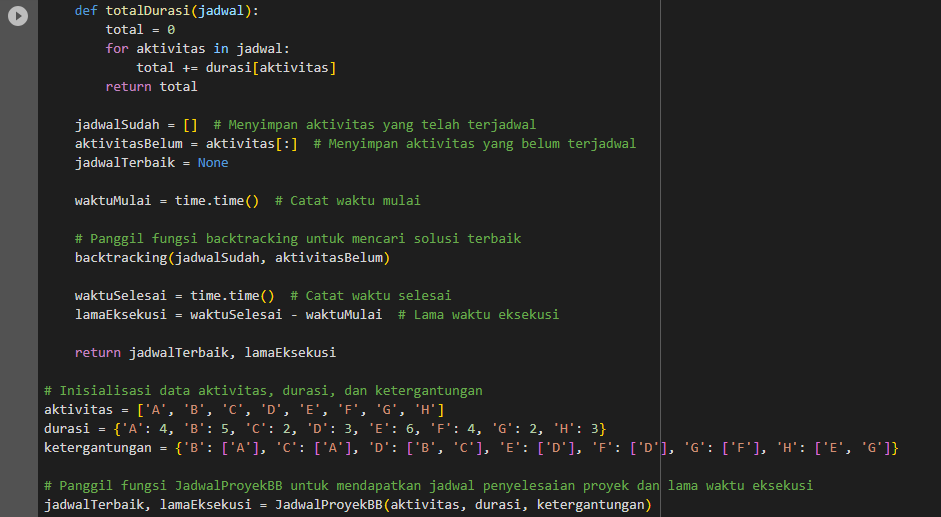 def totalDurasi(jadwal):
total = 0
for aktivitas in jadwal:
total += durasi[aktivitas]
return total
jadwalSudah = [] # Menyimpan aktivitas yang telah terjadwal
aktivitasBelum = aktivitas[:] # Menyimpan aktivitas yang belum terjadwal
jadwalTerbaik = None
waktuMulai = time.time() # Catat waktu mulai
# Panggil fungsi backtracking untuk mencari solusi terbaik
backtracking(jadwalSudah, aktivitasBelum)
waktuSelesai = time.time() # Catat waktu selesai
lamaEksekusi = waktuSelesai - waktuMulai # Lama waktu eksekusi
return jadwalTerbaik, lamaEksekusi
# Inisialisasi data aktivitas, durasi, dan ketergantungan
aktivitas = ['A', 'B', 'C', 'D', 'E', 'F', 'G', 'H']
durasi = {'A': 4, 'B': 5, 'C': 2, 'D': 3, 'E': 6, 'F': 4, 'G': 2, 'H': 3}
ketergantungan = {'B': ['A'], 'C': ['A'], 'D': ['B', 'C'], 'E': ['D'], 'F': ['D'], 'G': ['F'], 'H': ['E', 'G']}
# Panggil fungsi JadwalProyekBB untuk mendapatkan jadwal penyelesaian proyek dan lama waktu eksekusi
jadwalTerbaik, lamaEksekusi = JadwalProyekBB(aktivitas, durasi, ketergantungan)